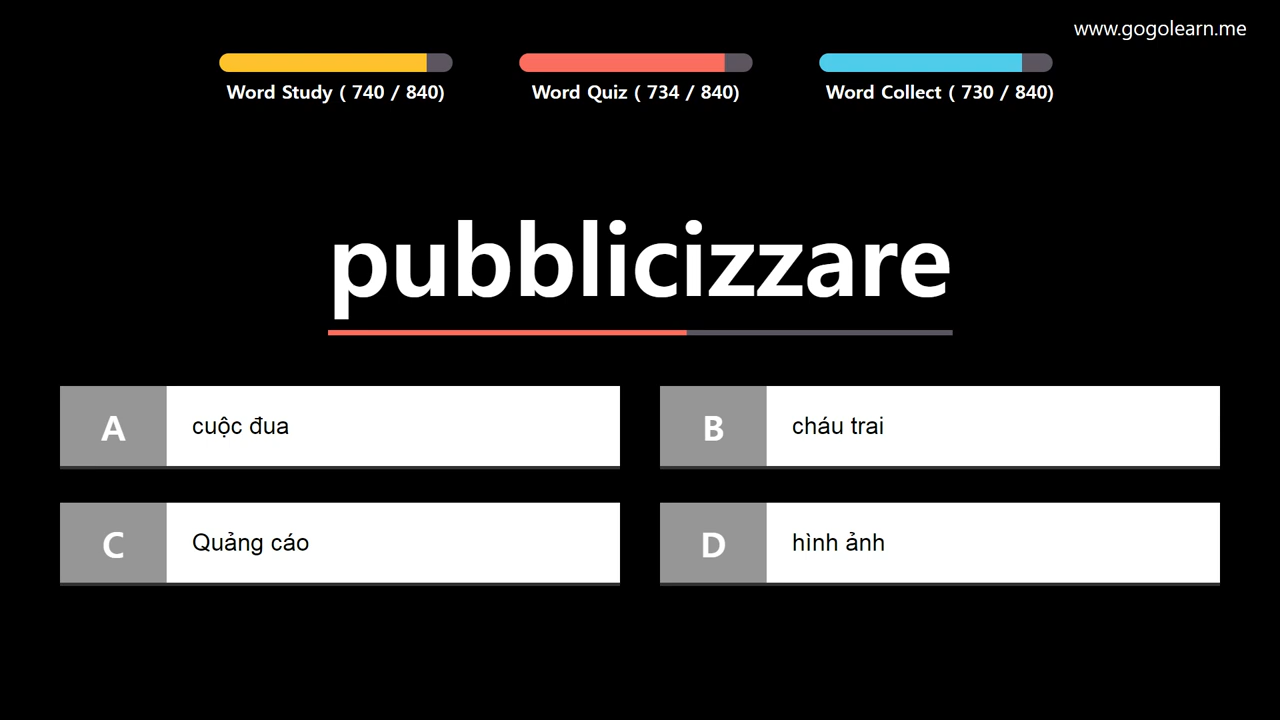 www.gogolearn.me
Word Study ( 740 / 840)
Word Quiz ( 734 / 840)
Word Collect ( 730 / 840)
pubblicizzare
A cuộc đua
B cháu trai
C Quảng cáo
D hình ảnh